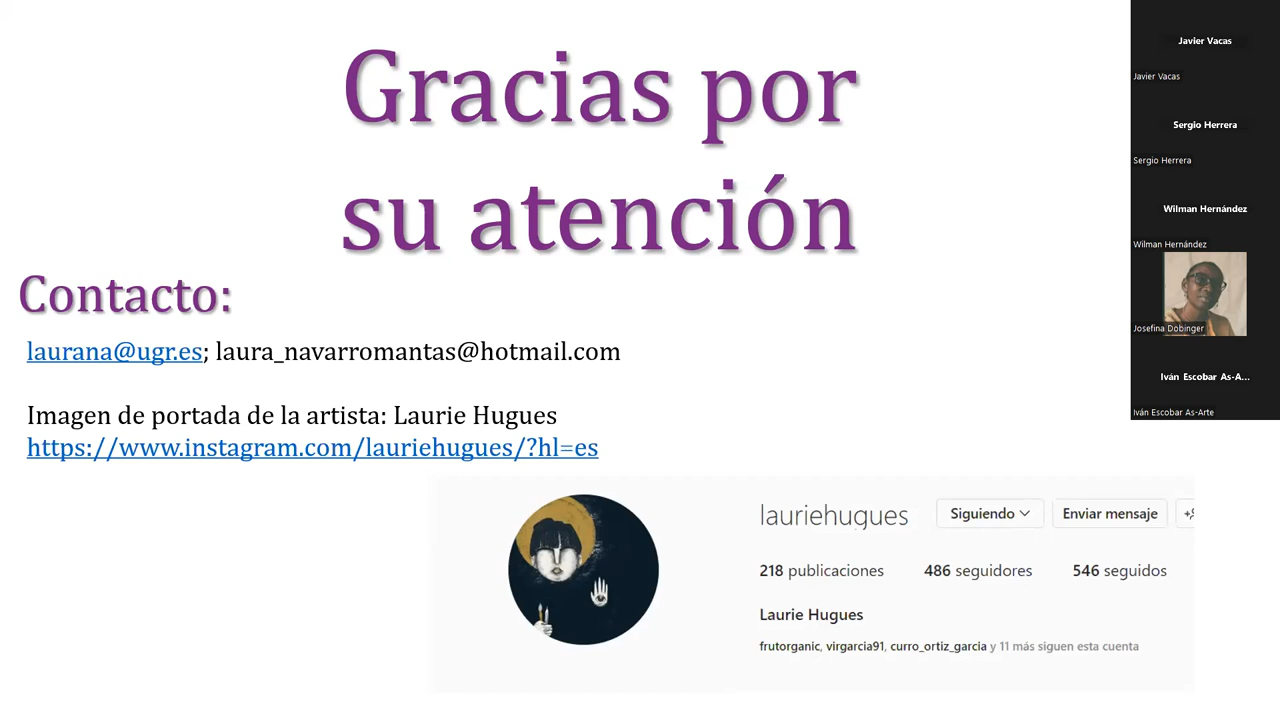 Gracias por
su atención
Contacto:
laurana@ugr.es; laura_navarromantas@hotmail.com
Imagen de portada de la artista: Laurie Hugues
https://www.instagram.com/lauriehugues/?hl=es
lauriehugues Siguiendo Enviar mensaje
218 publicaciones 486 seguidores 546 seguidos
Laurie Hugues
frutorganic, virgarcia91, curro_ortiz_garcia y 11 más siguen esta cuenta
Javier Vacas
Javier Vacas
Sergio Herrera
Sergio Herrera
Wilman Hernández
Wilman Hernández
Josefina Dobinger
Iván Escobar As-A...
Iván Escobar As-Arte